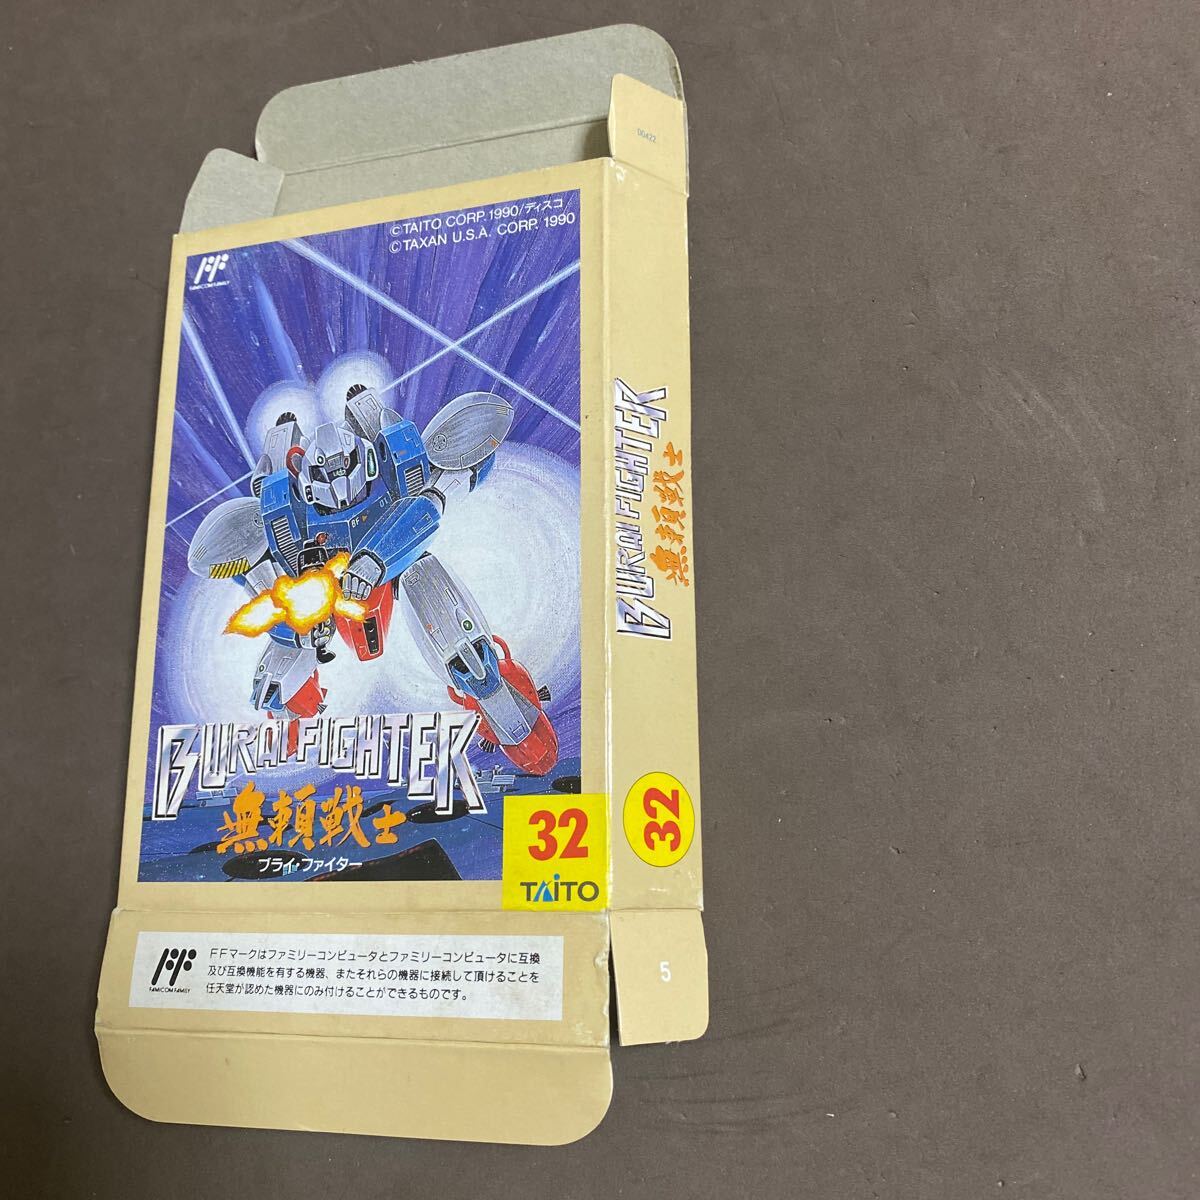 DG422
©TAITO CORP. 1990/ディスコ
©TAXAN U.S.A. CORP. 1990
FF
FAMICOM FAMILY
BF
01
BURAI FIGHTER
無頼戦士
ブライ・ファイター
32
TAITO
BURAI FIGHTER
無頼戦士
32
5
FF
FAMICOM FAMILY
FFマークはファミリーコンピュータとファミリーコンピュータに互換
及び互換機能を有する機器、またそれらの機器に接続して頂けることを
任天堂が認めた機器にのみ付けることができるものです。